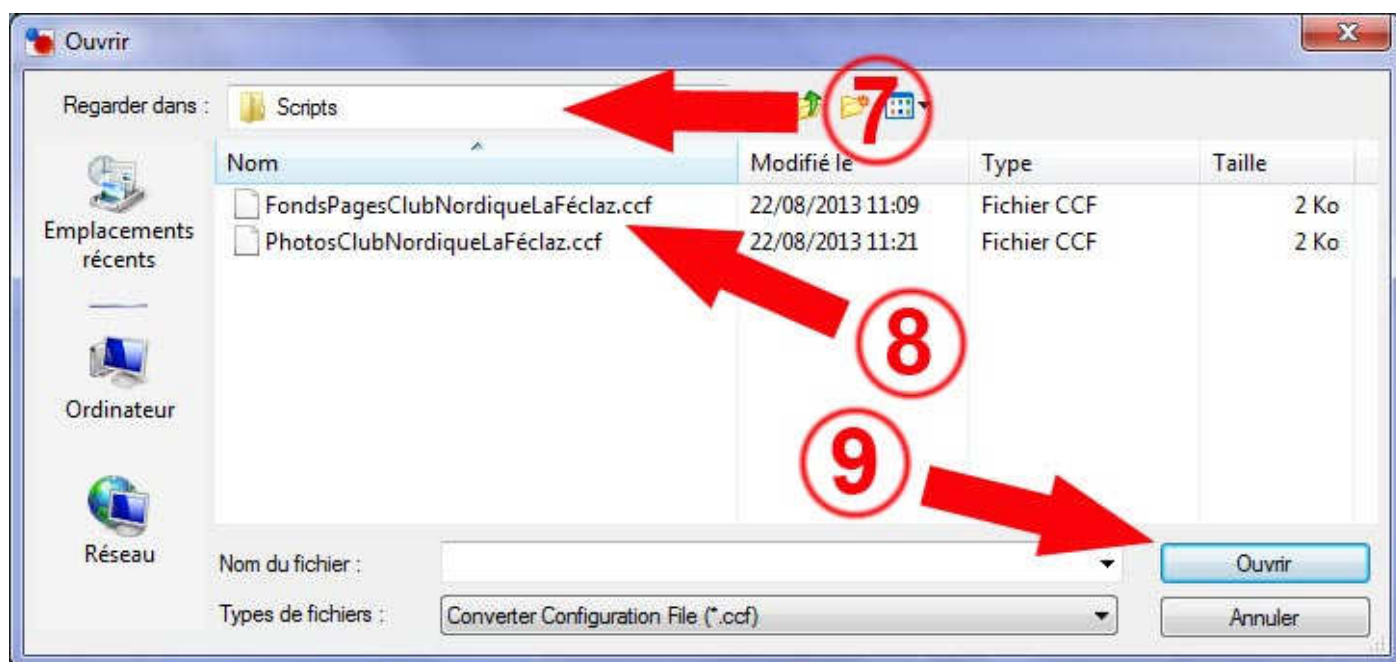 Ouvrir
Regarder dans :
Scripts
7
Nom
Modifié le
Type
Taille
FondsPagesClubNordiqueLaFéclaz.ccf
22/08/2013 11:09
Fichier CCF
2 Ko
PhotosClubNordiqueLaFéclaz.ccf
22/08/2013 11:21
Fichier CCF
2 Ko
Emplacements
récents
8
Ordinateur
9
Réseau
Nom du fichier :
Ouvrir
Types de fichiers :
Converter Configuration File (*.ccf)
Annuler